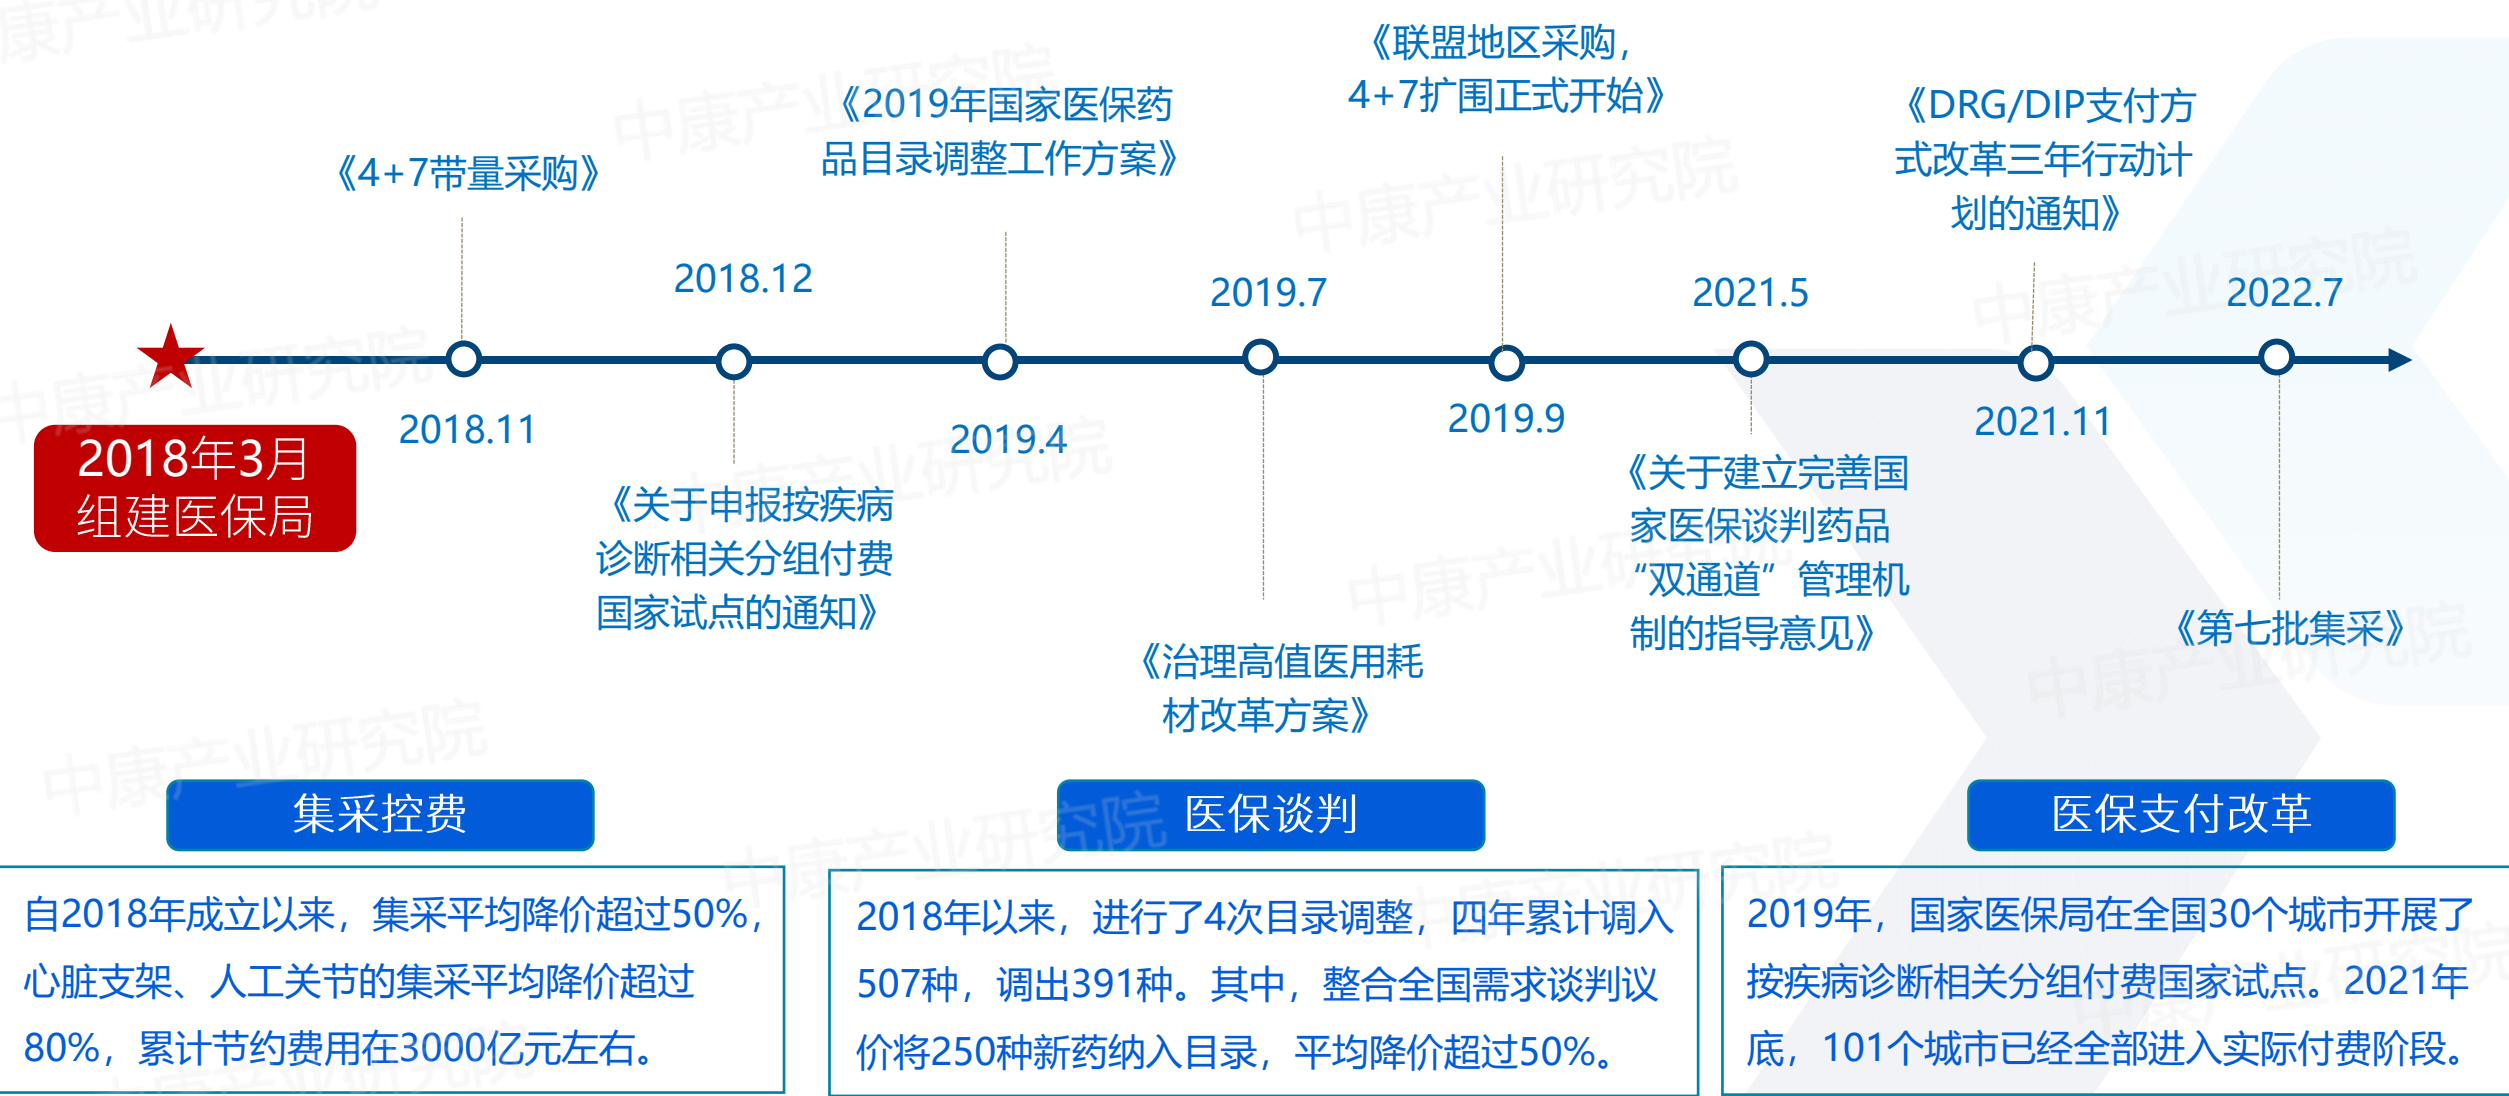 《联盟地区采购，
4+7扩围正式开始》
《2019年国家医保药
品目录调整工作方案》
《DRG/DIP支付方
式改革三年行动计
划的通知》
《4+7带量采购》
2018.12
2019.7
2021.5
2022.7
2018.11
2019.4
2019.9
2021.11
2018年3月
组建医保局
《关于申报按疾病
诊断相关分组付费
国家试点的通知》
《治理高值医用耗
材改革方案》
《关于建立完善国
家医保谈判药品
“双通道”管理机
制的指导意见》
《第七批集采》
集采控费
自2018年成立以来，集采平均降价超过50%，
心脏支架、人工关节的集采平均降价超过
80%，累计节约费用在3000亿元左右。
医保谈判
2018年以来，进行了4次目录调整，四年累计调入
507种，调出391种。其中，整合全国需求谈判议
价将250种新药纳入目录，平均降价超过50%。
医保支付改革
2019年，国家医保局在全国30个城市开展了
按疾病诊断相关分组付费国家试点。2021年
底，101个城市已经全部进入实际付费阶段。
中康产业研究院